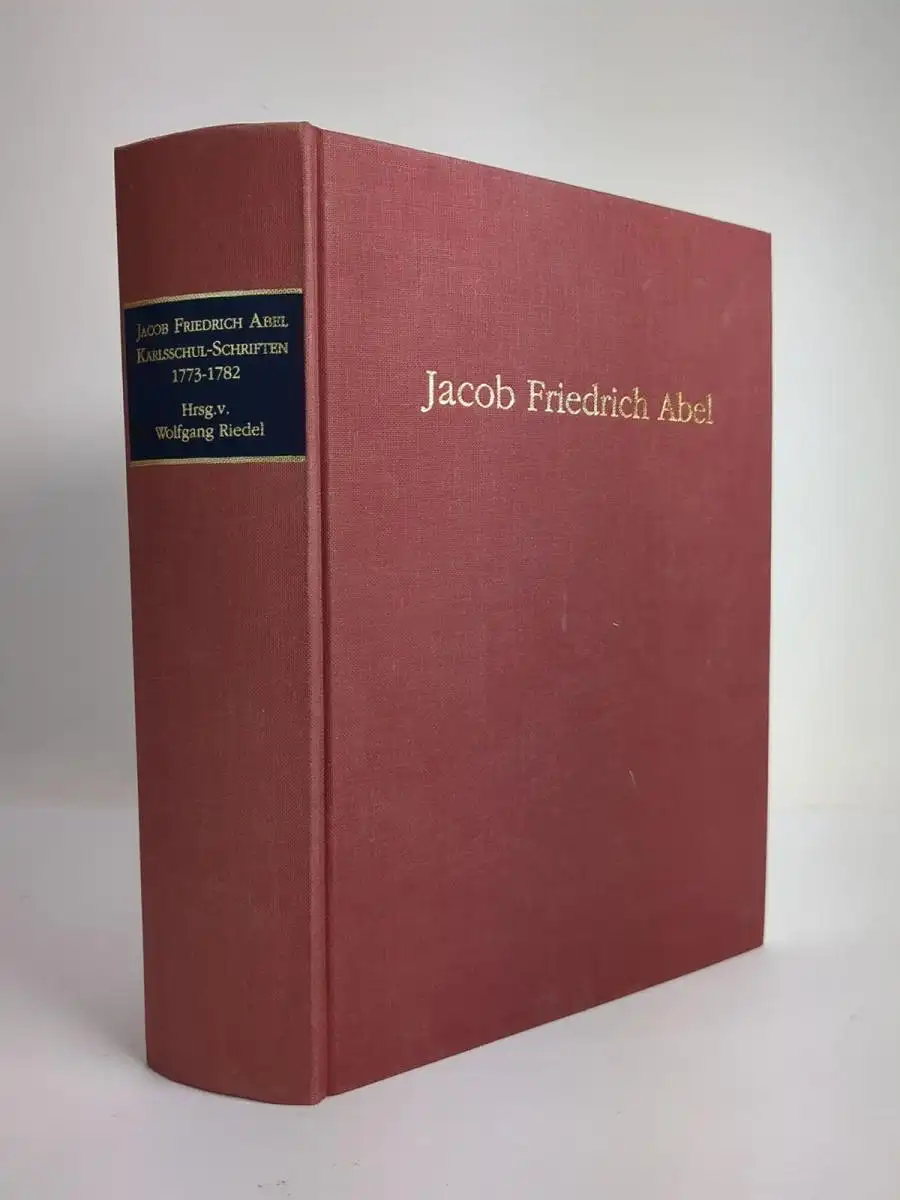 JACOB FRIEDRICH ABEL
KARLSSCHUL-SCHRIFTEN
1773-1782
Hrsg.v.
Wolfgang Riedel
Jacob Friedrich Abel